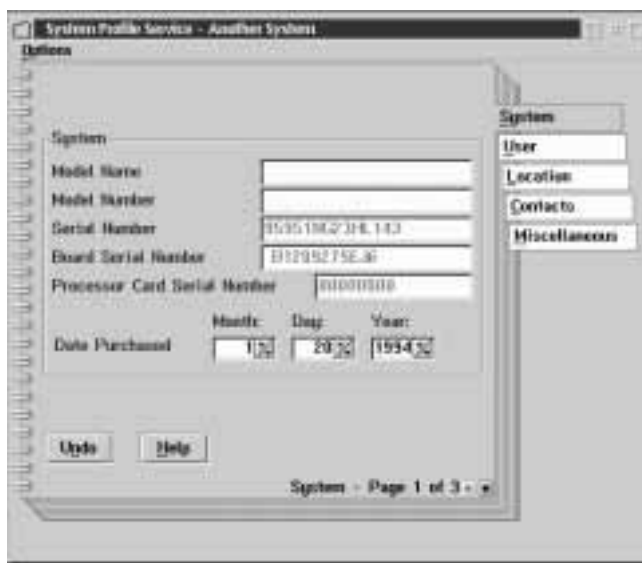 System Profile Service - Another System
Options
System
Model Name
Model Number
Serial Number
Board Serial Number
Processor Card Serial Number 00000000
Month: Day: Year:
Date Purchased 1 20 1994
Undo Help
System - Page 1 of 3 -
System
User
Location
Contacts
Miscellaneous